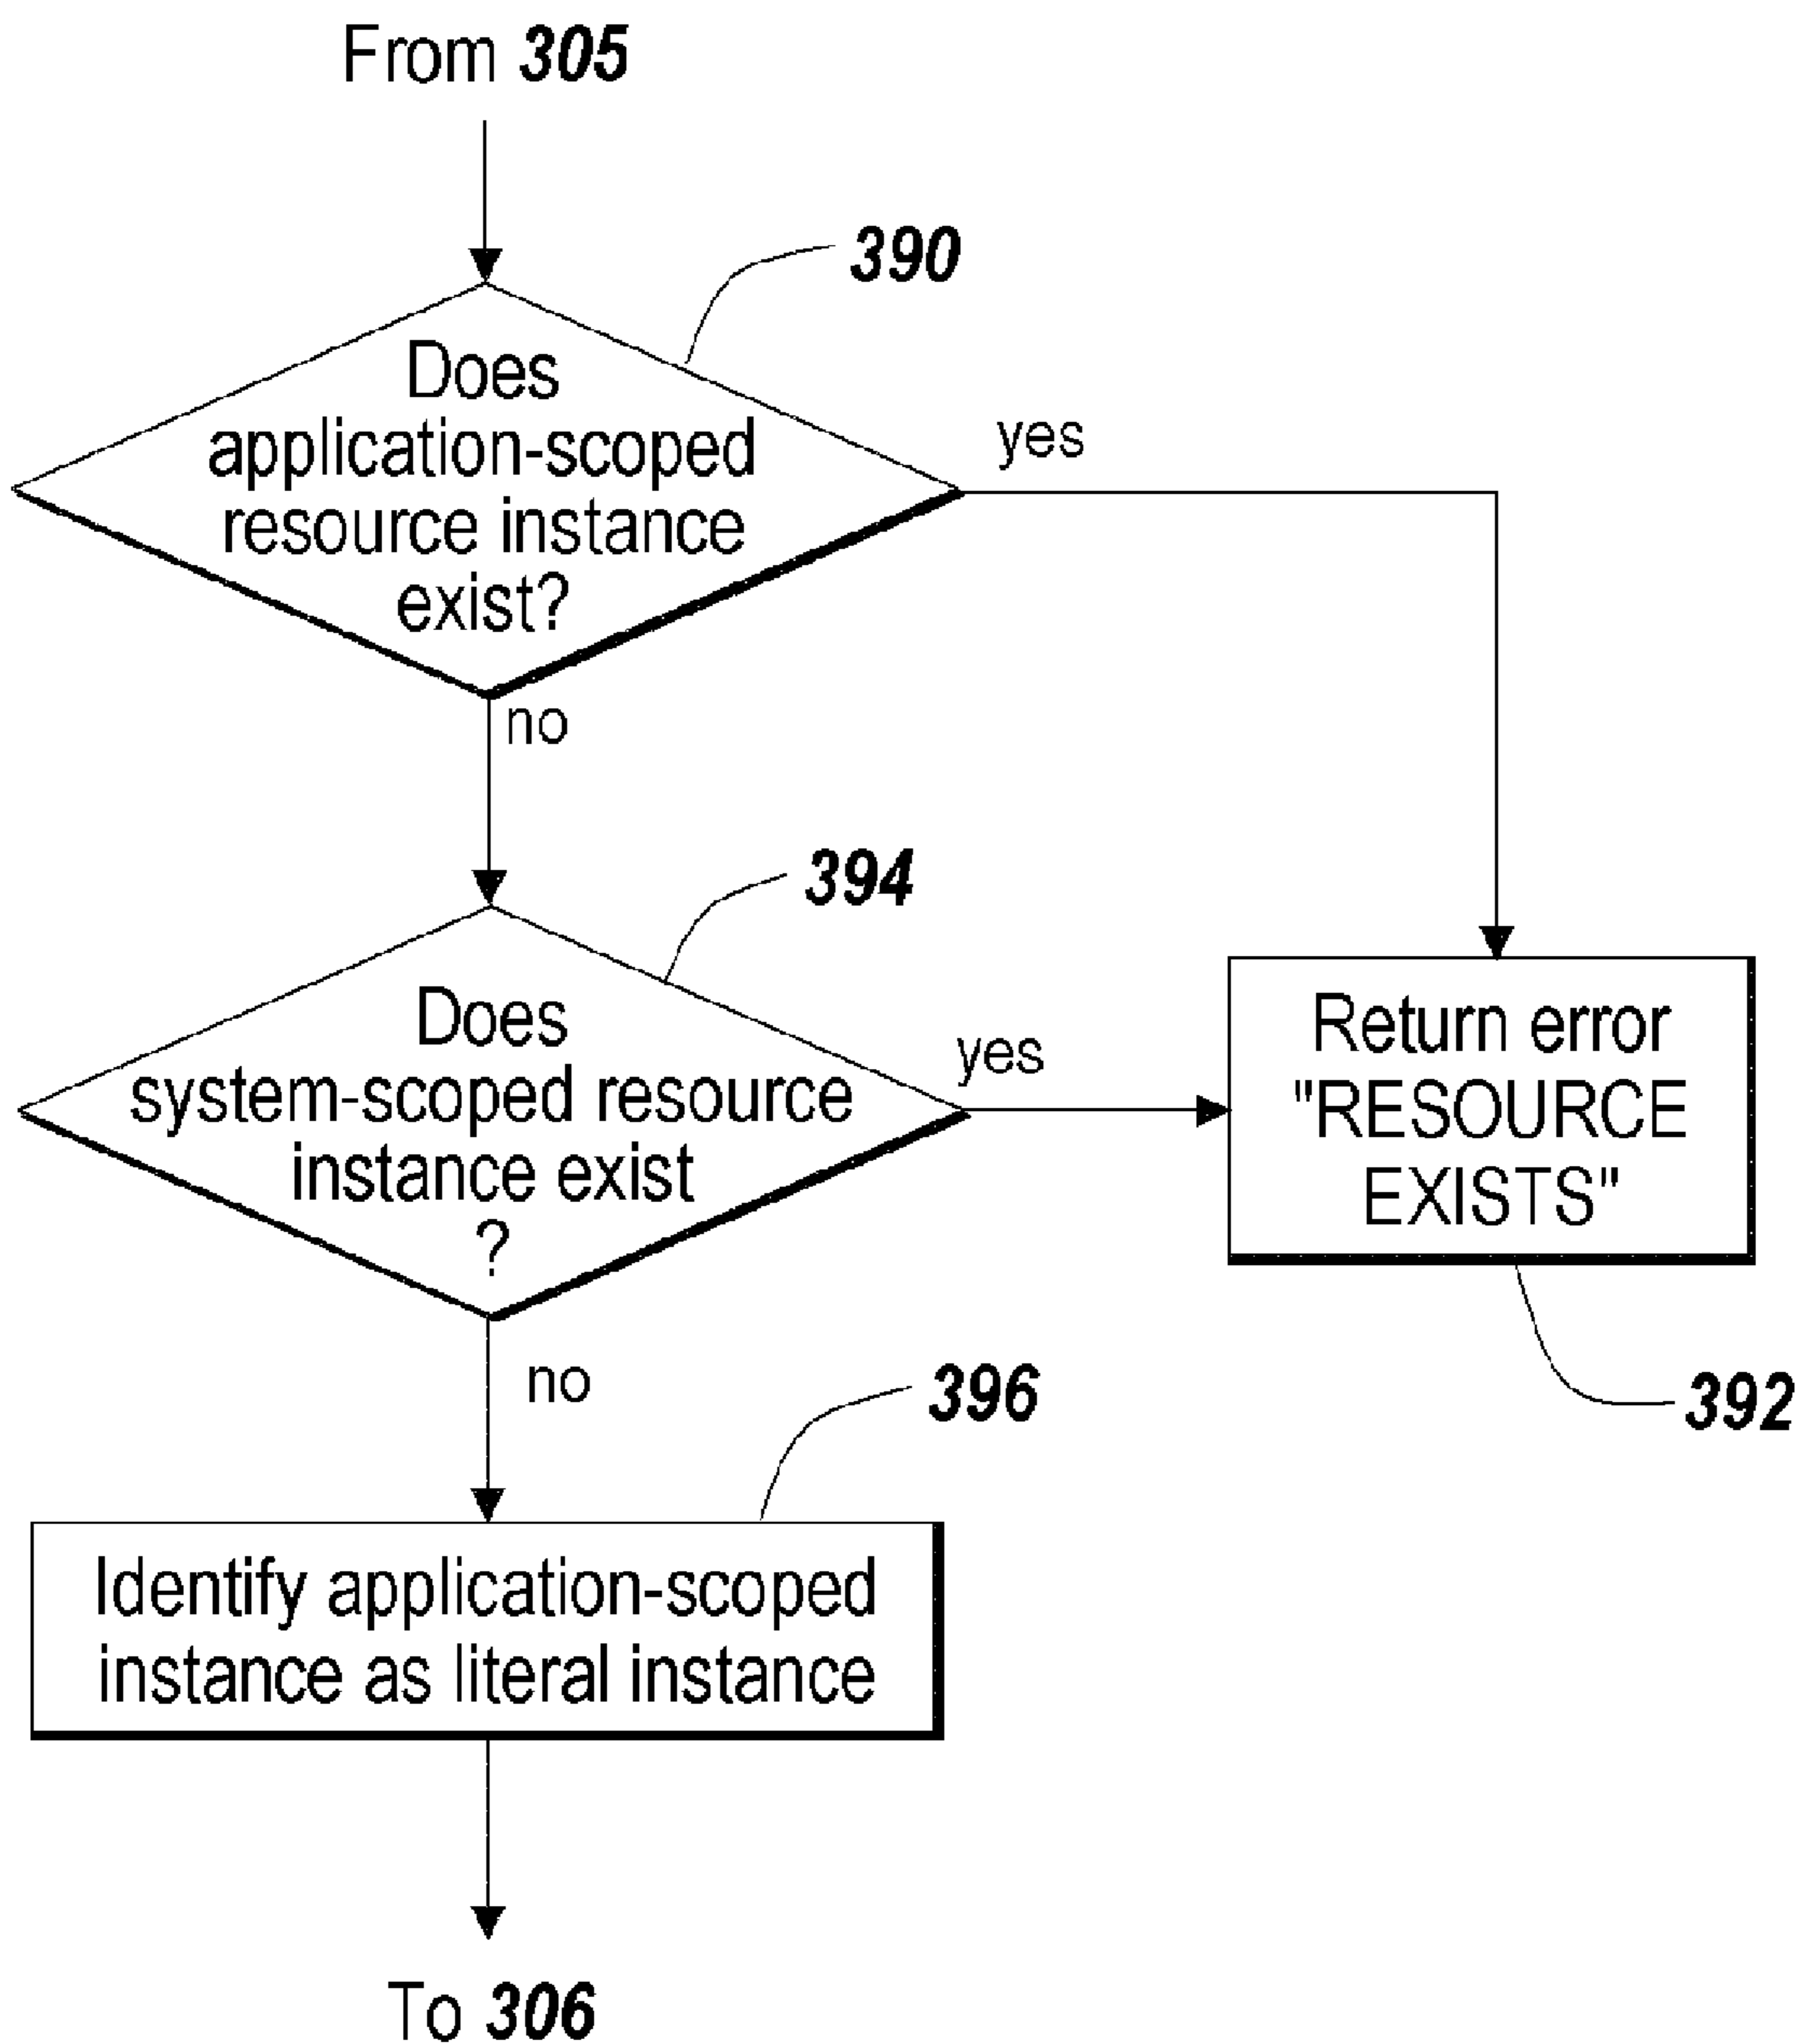 From 305
390
Does
application-scoped
resource instance
exist?
yes
no
394
Does
system-scoped resource
instance exist
?
yes
Return error
"RESOURCE
EXISTS"
392
no
396
Identify application-scoped
instance as literal instance
To 306